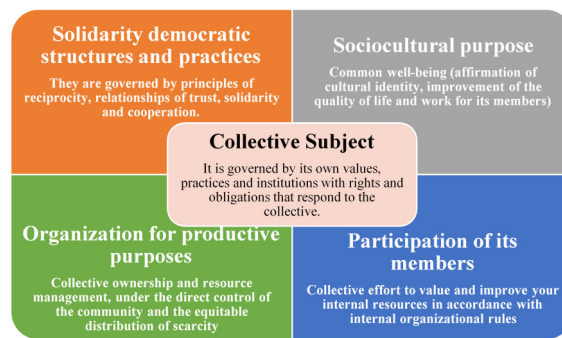 Solidarity democratic
structures and practices
They are governed by principles of
reciprocity, relationships of trust, solidarity
and cooperation.
Sociocultural purpose
Common well-being (affirmation of
cultural identity, improvement of the
quality of life and work for its members)
Collective Subject
It is governed by its own values,
practices and institutions with rights and
obligations that respond to the
collective.
Organization for productive
purposes
Collective ownership and resource
management, under the direct control of
the community and the equitable
distribution of scarcity
Participation of its
members
Collective effort to value and improve your
internal resources in accordance with
internal organizational rules